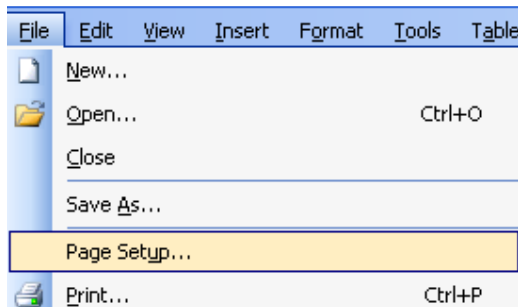 File Edit View Insert Format Tools Table
New...
Open... Ctrl+O
Close
Save As...
Page Setup...
Print... Ctrl+P